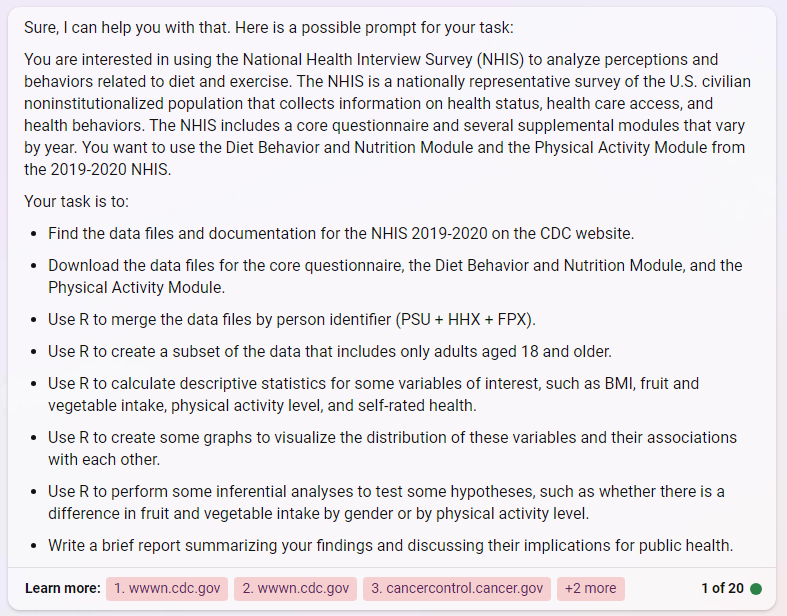 Sure, I can help you with that. Here is a possible prompt for your task:
You are interested in using the National Health Interview Survey (NHIS) to analyze perceptions and
behaviors related to diet and exercise. The NHIS is a nationally representative survey of the U.S. civilian
noninstitutionalized population that collects information on health status, health care access, and
health behaviors. The NHIS includes a core questionnaire and several supplemental modules that vary
by year. You want to use the Diet Behavior and Nutrition Module and the Physical Activity Module from
the 2019-2020 NHIS.
Your task is to:
• Find the data files and documentation for the NHIS 2019-2020 on the CDC website.
• Download the data files for the core questionnaire, the Diet Behavior and Nutrition Module, and the
Physical Activity Module.
• Use R to merge the data files by person identifier (PSU + HHX + FPX).
• Use R to create a subset of the data that includes only adults aged 18 and older.
• Use R to calculate descriptive statistics for some variables of interest, such as BMI, fruit and
vegetable intake, physical activity level, and self-rated health.
• Use R to create some graphs to visualize the distribution of these variables and their associations
with each other.
• Use R to perform some inferential analyses to test some hypotheses, such as whether there is a
difference in fruit and vegetable intake by gender or by physical activity level.
• Write a brief report summarizing your findings and discussing their implications for public health.
Learn more: 1. wwwn.cdc.gov 2. wwwn.cdc.gov 3. cancercontrol.cancer.gov +2 more 1 of 20